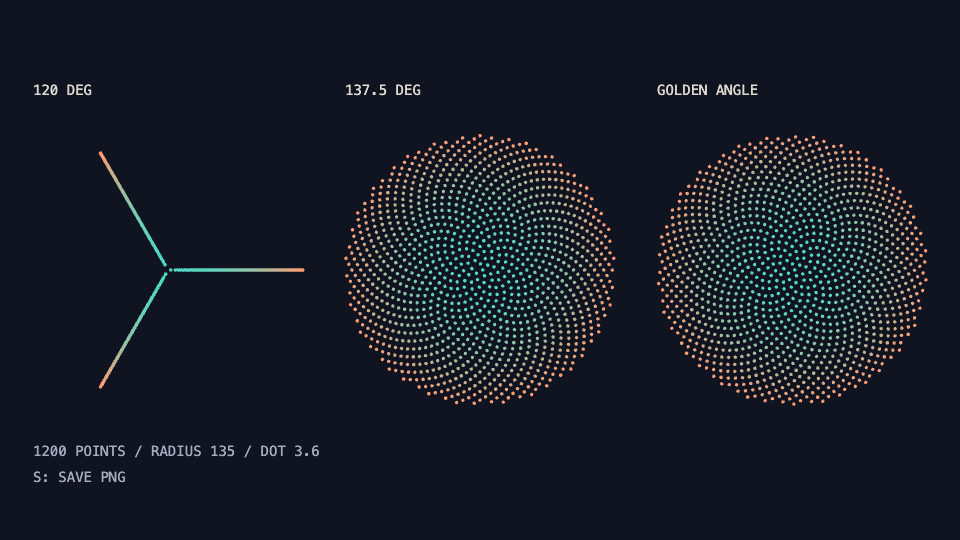 120 DEG
137.5 DEG
GOLDEN ANGLE
1200 POINTS / RADIUS 135 / DOT 3.6
S: SAVE PNG